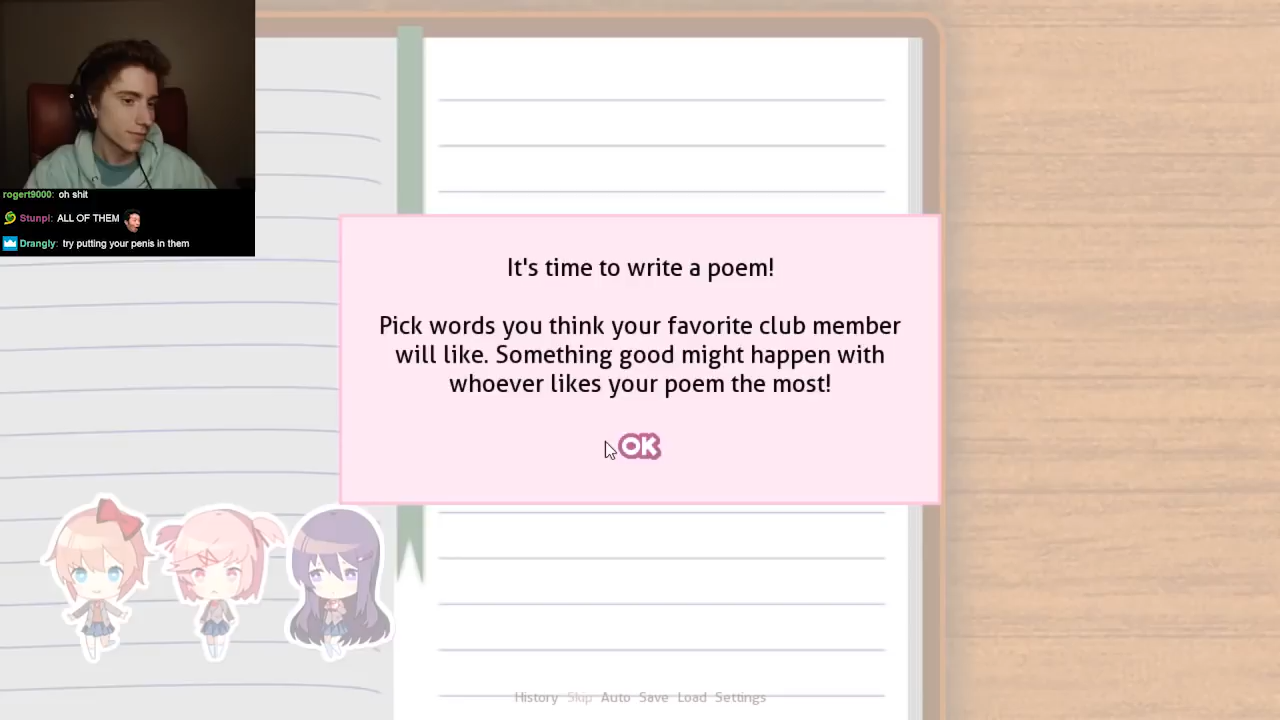 rogert9000: oh shit
Stunpl: ALL OF THEM
Drangly: try putting your penis in them
It's time to write a poem!
Pick words you think your favorite club member
will like. Something good might happen with
whoever likes your poem the most!
OK
History Skip Auto Save Load Settings